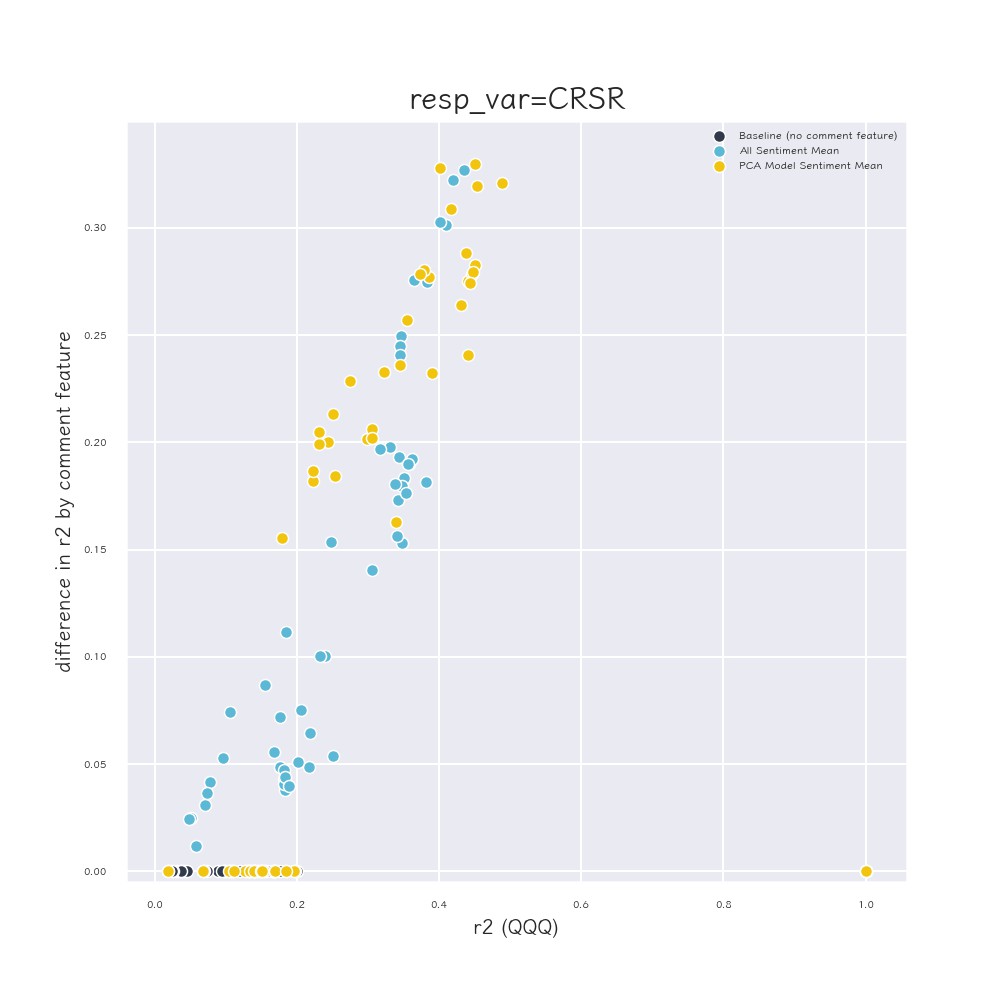 resp_var=CRSR
Baseline (no comment feature)
All Sentiment Mean
PCA Model Sentiment Mean
difference in r2 by comment feature
0.30
0.25
0.20
0.15
0.10
0.05
0.00
0.0 0.2 0.4 0.6 0.8 1.0
r2 (QQQ)